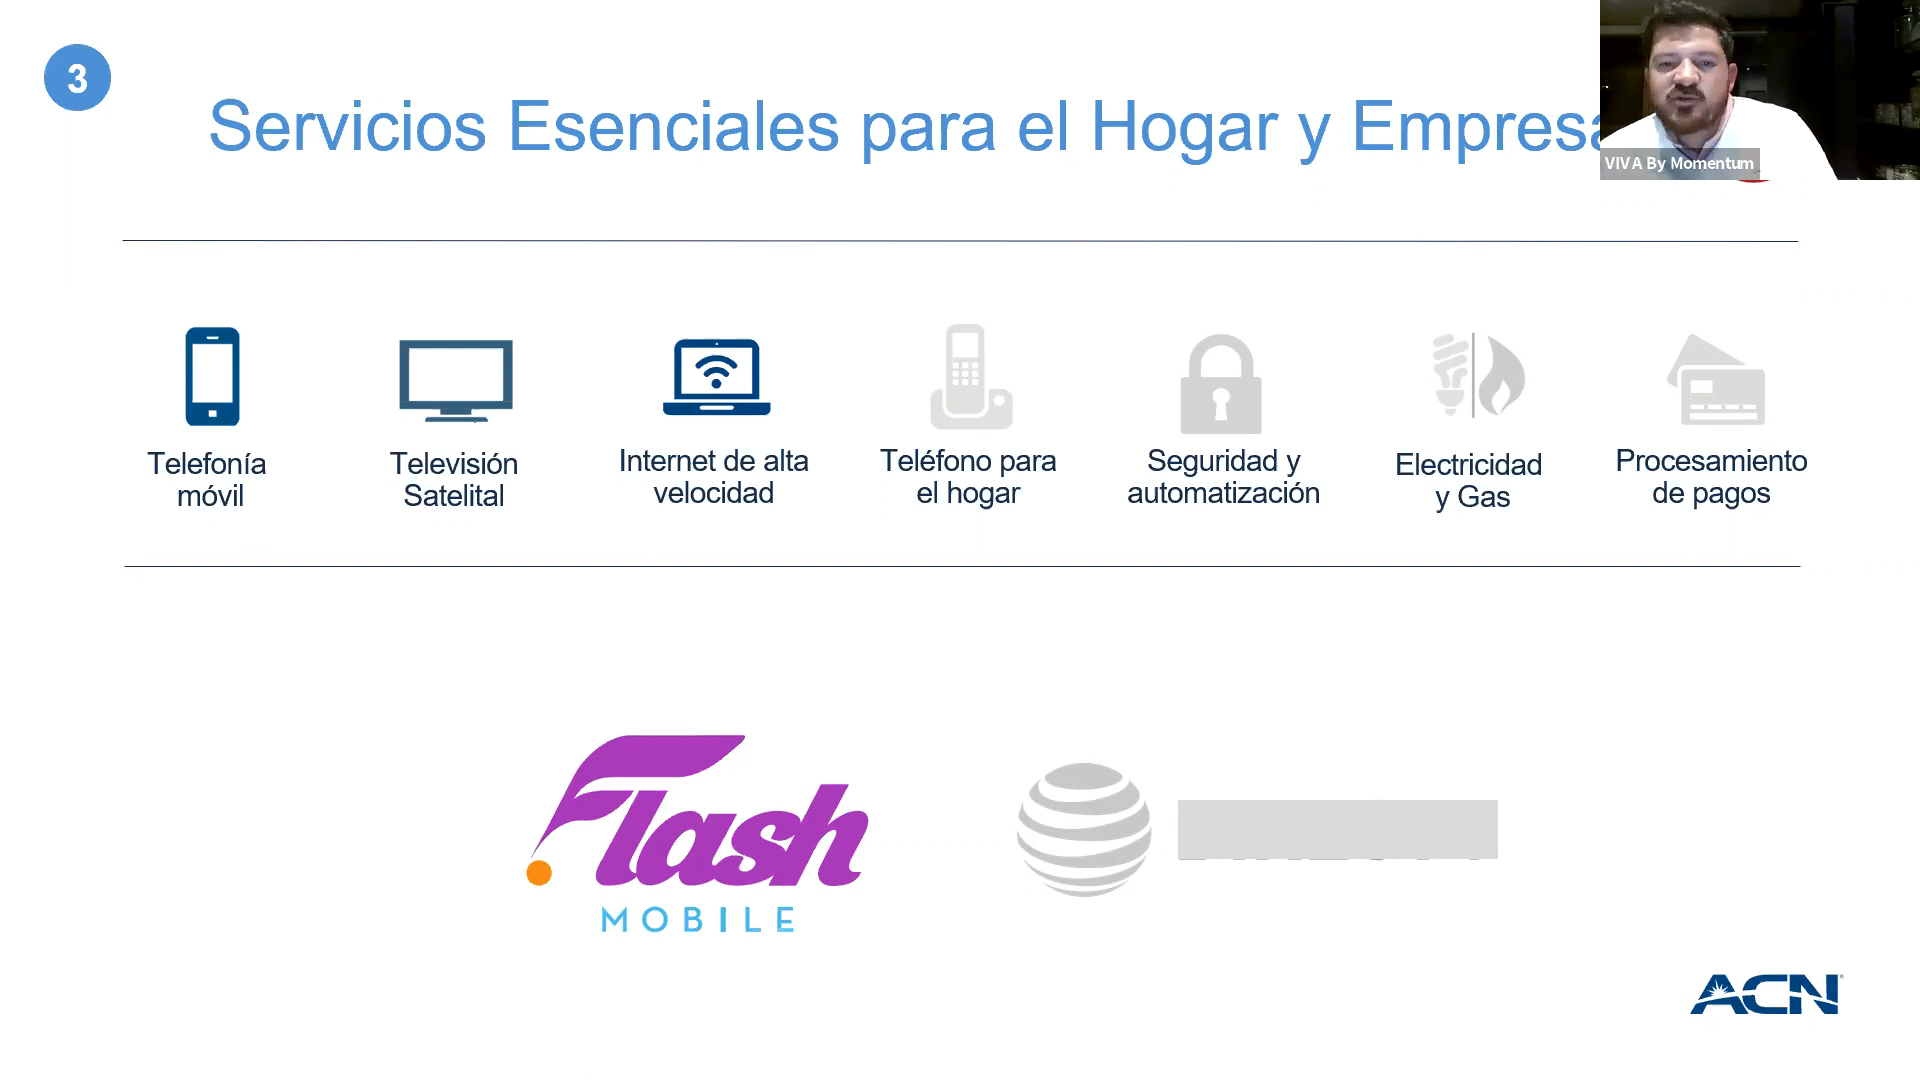 3
Servicios Esenciales para el Hogar y Empresa
VIVA By Momentum
Telefonía
móvil
Televisión
Satelital
Internet de alta
velocidad
Teléfono para
el hogar
Seguridad y
automatización
Electricidad
y Gas
Procesamiento
de pagos
Flash
MOBILE
ACN